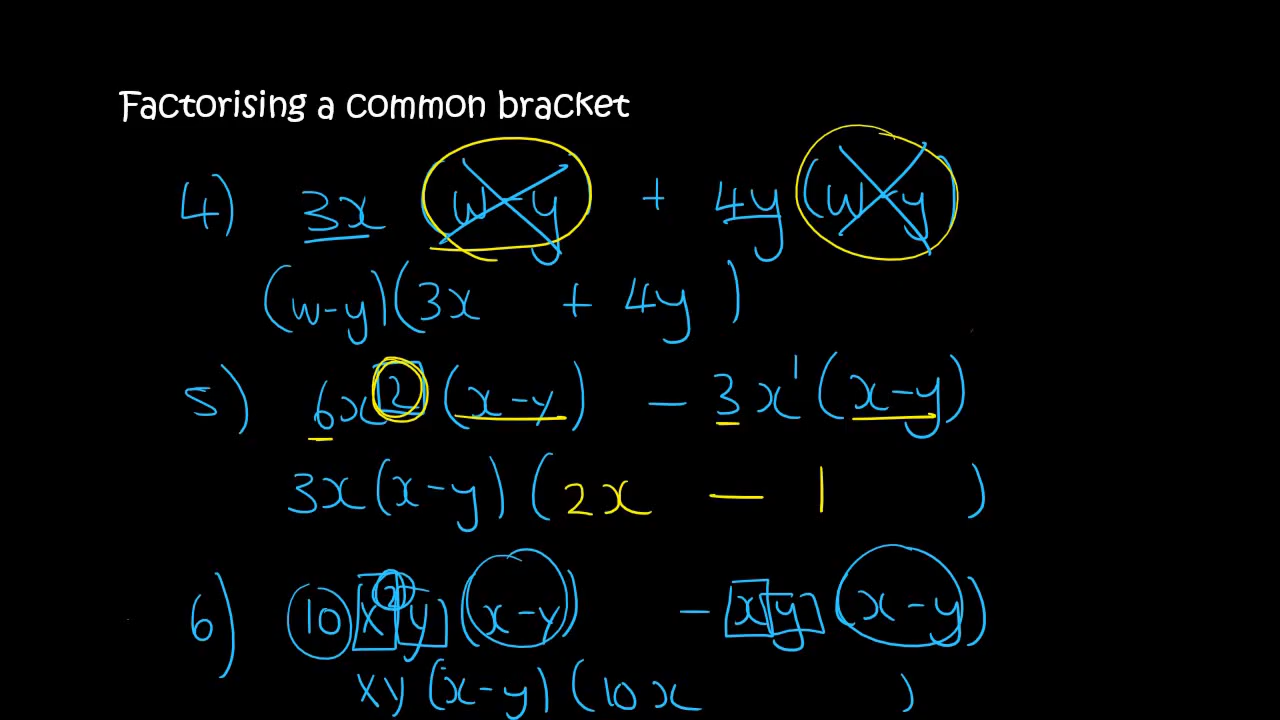 Factorising a common bracket
4) 3x (w-y) + 4y (w-y)
(w-y)(3x + 4y)
5) 6x² (x-y) - 3x¹ (x-y)
3x(x-y)(2x - 1)
6) 10x²y (x-y) - xy (x-y)
xy (x-y) (10x )